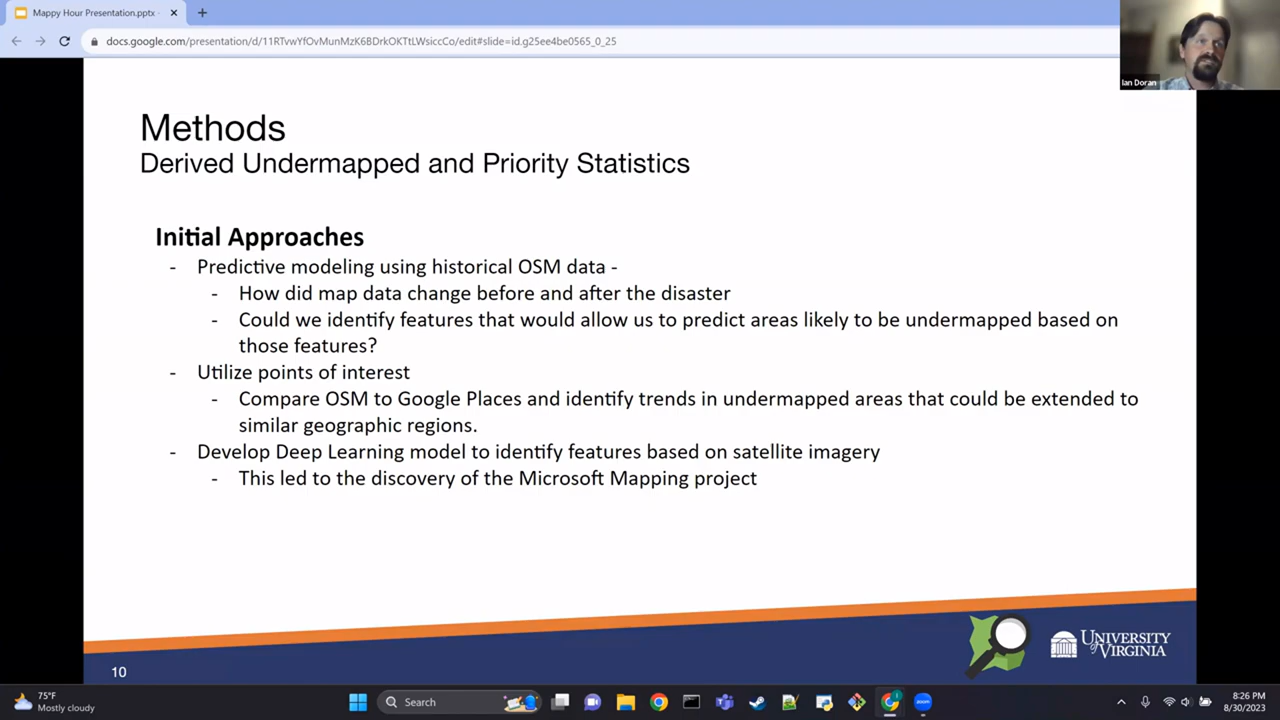 Mappy Hour Presentation.pptx -
docs.google.com/presentation/d/11RTvwYfOvMunMzK6BDrkOKTtLWsiccCo/edit#slide=id.g25ee4be0565_0_25
Ian Doran
Methods
Derived Undermapped and Priority Statistics
Initial Approaches
- Predictive modeling using historical OSM data -
- How did map data change before and after the disaster
- Could we identify features that would allow us to predict areas likely to be undermapped based on
those features?
- Utilize points of interest
- Compare OSM to Google Places and identify trends in undermapped areas that could be extended to
similar geographic regions.
- Develop Deep Learning model to identify features based on satellite imagery
- This led to the discovery of the Microsoft Mapping project
10
UNIVERSITY
of VIRGINIA
75°F
Mostly cloudy
Search
zoom
8:26 PM
8/30/2023